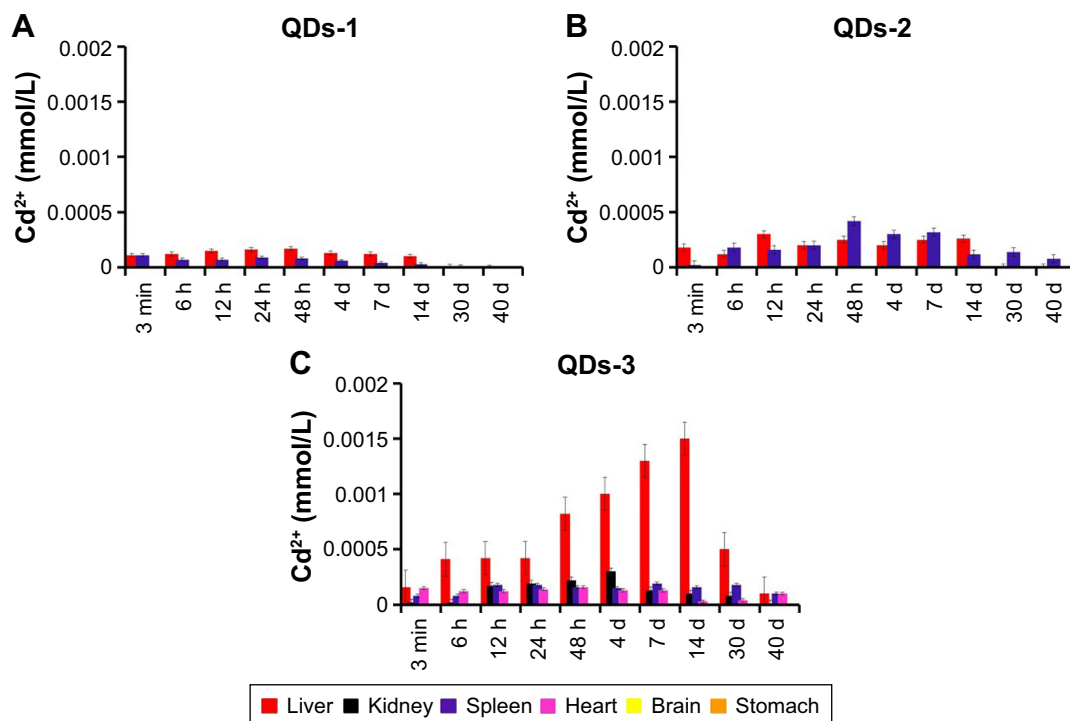 A
QDs-1
Cd²⁺ (mmol/L)
0.002
0.0015
0.001
0.0005
0
3 min
6 h
12 h
24 h
48 h
4 d
7 d
14 d
30 d
40 d
B
QDs-2
Cd²⁺ (mmol/L)
0.002
0.0015
0.001
0.0005
0
3 min
6 h
12 h
24 h
48 h
4 d
7 d
14 d
30 d
40 d
C
QDs-3
Cd²⁺ (mmol/L)
0.002
0.0015
0.001
0.0005
0
3 min
6 h
12 h
24 h
48 h
4 d
7 d
14 d
30 d
40 d
Liver Kidney Spleen Heart Brain Stomach